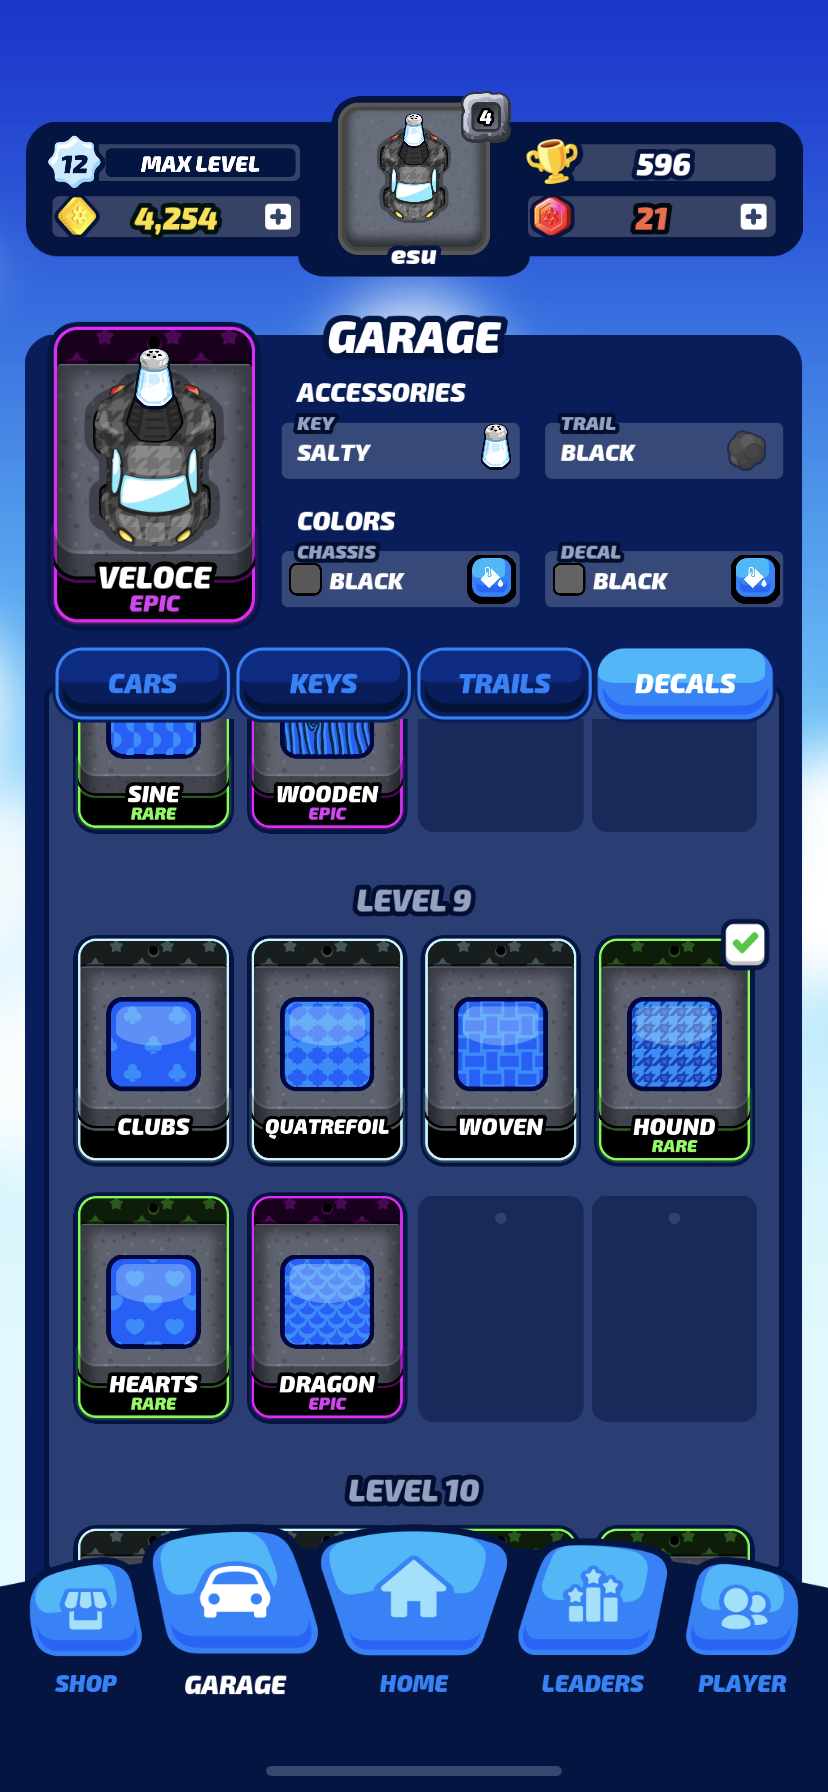 12
MAX LEVEL
4
596
4,254
21
esu
GARAGE
ACCESSORIES
KEY
SALTY
TRAIL
BLACK
COLORS
CHASSIS
BLACK
DECAL
BLACK
VELOCE
EPIC
CARS
KEYS
TRAILS
DECALS
SINE
RARE
WOODEN
EPIC
LEVEL 9
CLUBS
QUATREFOIL
WOVEN
HOUND
RARE
HEARTS
RARE
DRAGON
EPIC
LEVEL 10
SHOP
GARAGE
HOME
LEADERS
PLAYER